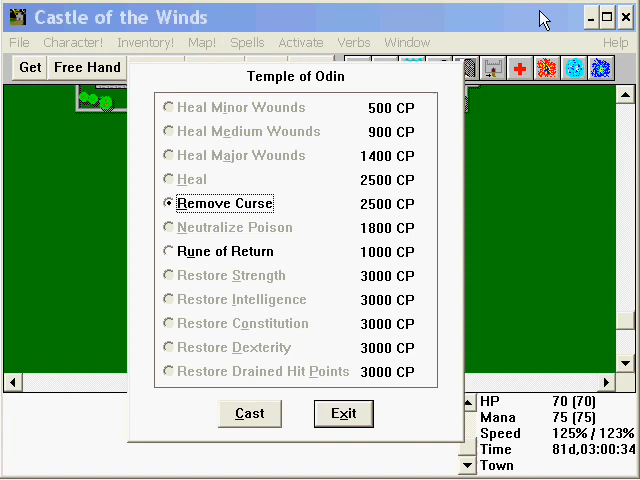 Castle of the Winds
File Character! Inventory! Map! Spells Activate Verbs Window Help
Get Free Hand
Temple of Odin
Heal Minor Wounds 500 CP
Heal Medium Wounds 900 CP
Heal Major Wounds 1400 CP
Heal 2500 CP
Remove Curse 2500 CP
Neutralize Poison 1800 CP
Rune of Return 1000 CP
Restore Strength 3000 CP
Restore Intelligence 3000 CP
Restore Constitution 3000 CP
Restore Dexterity 3000 CP
Restore Drained Hit Points 3000 CP
Cast Exit
HP 70 (70)
Mana 75 (75)
Speed 125% / 123%
Time 81d,03:00:34
Town